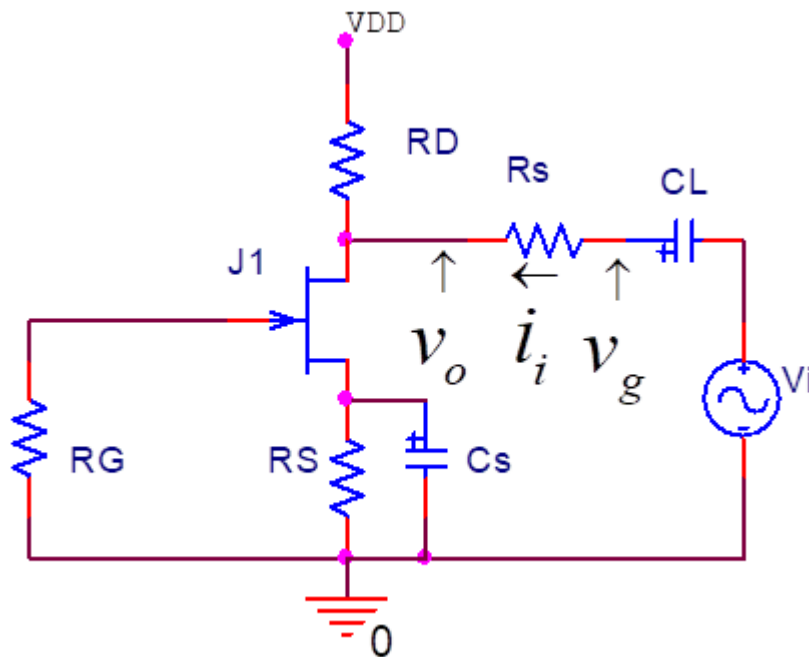 VDD
RD
Rs
CL
J1
↑ ← ↑
v_o i_i v_g
Vi
RG
RS
Cs
0